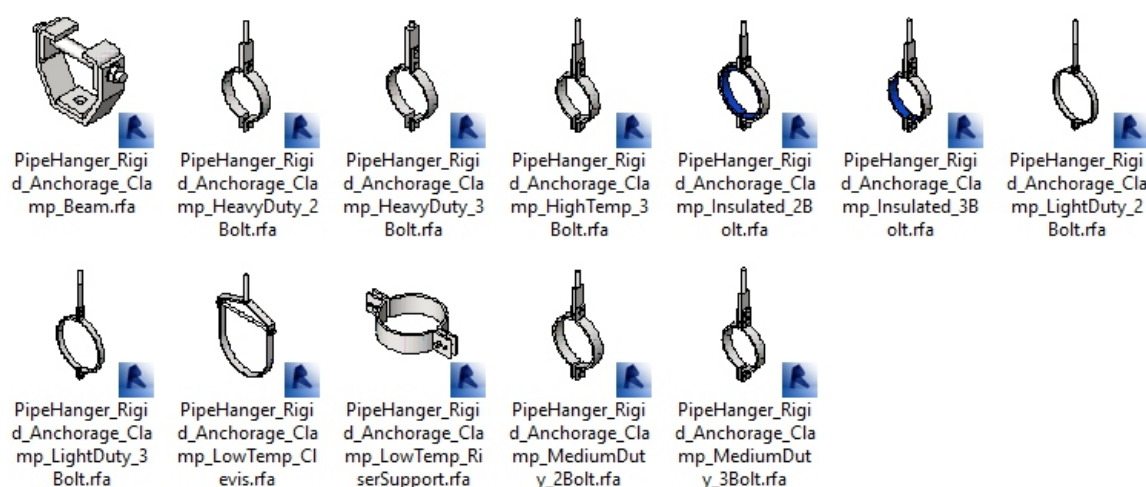 PipeHanger_Rigi
d_Anchorage_Cla
mp_Beam.rfa
PipeHanger_Rigi
d_Anchorage_Cla
mp_HeavyDuty_2
Bolt.rfa
PipeHanger_Rigi
d_Anchorage_Cla
mp_HeavyDuty_3
Bolt.rfa
PipeHanger_Rigi
d_Anchorage_Cla
mp_HighTemp_3
Bolt.rfa
PipeHanger_Rigi
d_Anchorage_Cla
mp_Insulated_2B
olt.rfa
PipeHanger_Rigi
d_Anchorage_Cla
mp_Insulated_3B
olt.rfa
PipeHanger_Rigi
d_Anchorage_Cla
mp_LightDuty_2
Bolt.rfa
PipeHanger_Rigi
d_Anchorage_Cla
mp_LightDuty_3
Bolt.rfa
PipeHanger_Rigi
d_Anchorage_Cla
mp_LowTemp_Cl
evis.rfa
PipeHanger_Rigi
d_Anchorage_Cla
mp_LowTemp_Ri
serSupport.rfa
PipeHanger_Rigi
d_Anchorage_Cla
mp_MediumDut
y_2Bolt.rfa
PipeHanger_Rigi
d_Anchorage_Cla
mp_MediumDut
y_3Bolt.rfa